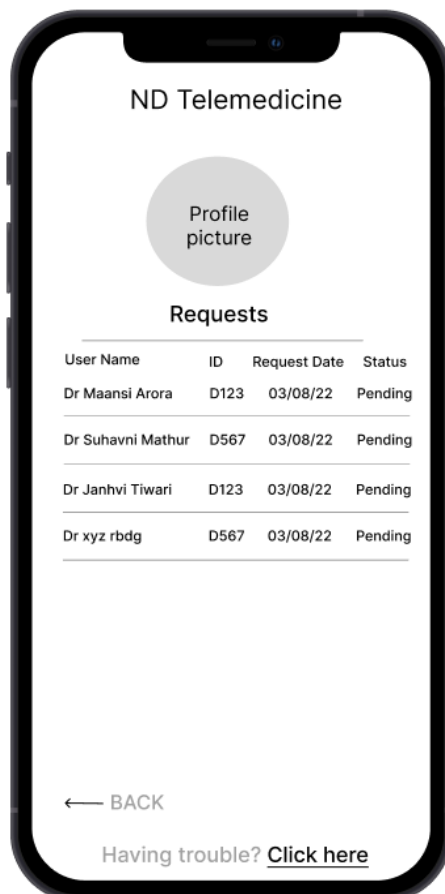 ND Telemedicine
Profile
picture
Requests
User Name ID Request Date Status
Dr Maansi Arora D123 03/08/22 Pending
Dr Suhavni Mathur D567 03/08/22 Pending
Dr Janhvi Tiwari D123 03/08/22 Pending
Dr xyz rbdg D567 03/08/22 Pending
BACK
Having trouble? Click here